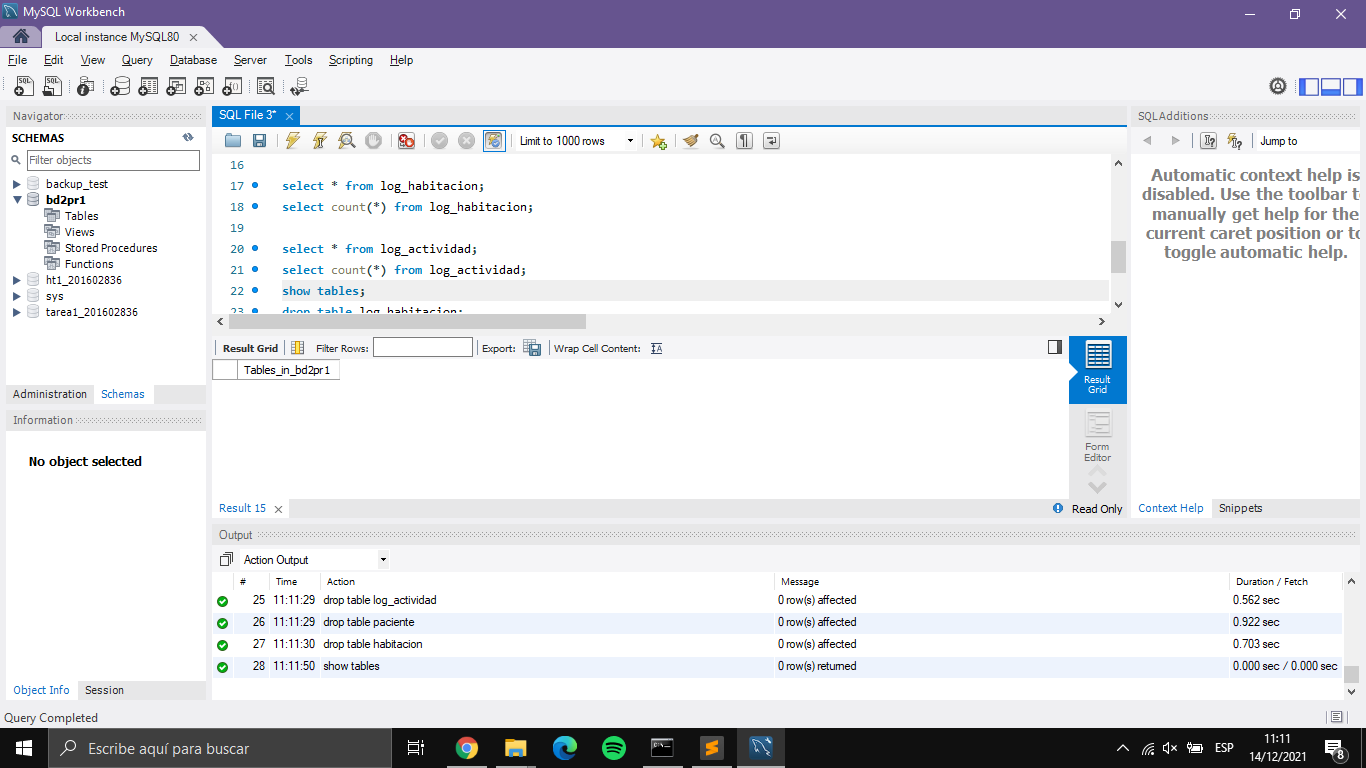 MySQL Workbench
Local instance MySQL80
File Edit View Query Database Server Tools Scripting Help
Navigator
SCHEMAS
Filter objects
backup_test
bd2pr1
Tables
Views
Stored Procedures
Functions
ht1_201602836
sys
tarea1_201602836
Administration Schemas
Information
No object selected
Object Info Session
SQL File 3*
Limit to 1000 rows
16
17 select * from log_habitacion;
18 select count(*) from log_habitacion;
19
20 select * from log_actividad;
21 select count(*) from log_actividad;
22 show tables;
23 drop table log_habitacion;
Result Grid Filter Rows: Export: Wrap Cell Content:
Tables_in_bd2pr1
Result
Grid
Form
Editor
Result 15
Read Only
SQLAdditions
Jump to
Automatic context help is
disabled. Use the toolbar t
manually get help for the
current caret position or to
toggle automatic help.
Context Help Snippets
Output
Action Output
# Time Action Message Duration / Fetch
25 11:11:29 drop table log_actividad 0 row(s) affected 0.562 sec
26 11:11:29 drop table paciente 0 row(s) affected 0.922 sec
27 11:11:30 drop table habitacion 0 row(s) affected 0.703 sec
28 11:11:50 show tables 0 row(s) returned 0.000 sec / 0.000 sec
Query Completed
Escribe aquí para buscar
ESP
11:11
14/12/2021
8